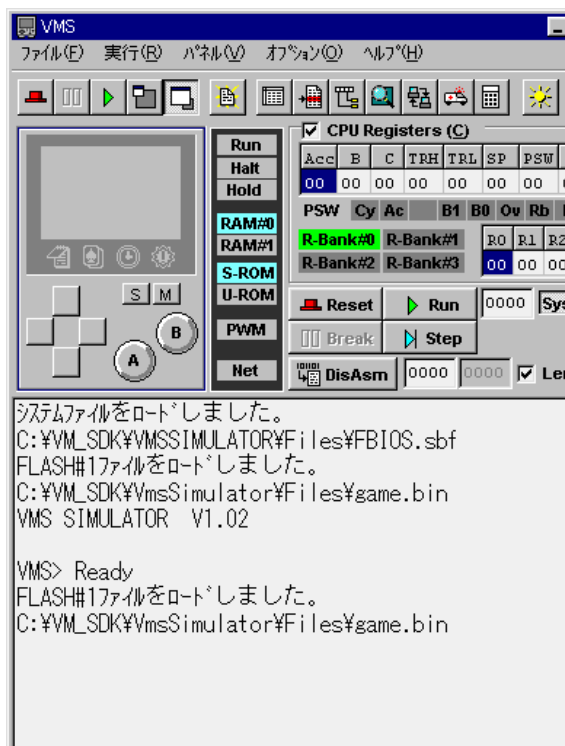 VMS
ファイル(F) 実行(R) パネル(V) オプション(O) ヘルプ(H)
CPU Registers (C)
Run
Halt
Hold
RAM#0
RAM#1
S-ROM
U-ROM
PWM
Net
Acc B C TRH TRL SP PSW
00 00 00 00 00 00 00
PSW Cy Ac B1 B0 Ov Rb
R-Bank#0 R-Bank#1 R0 R1 R2
R-Bank#2 R-Bank#3 00 00 00
S M
B
A
Reset Run 0000 Sys
Break Step
DisAsm 0000 0000 Len
システムファイルをロードしました。
C:¥VM_SDK¥VMSSIMULATOR¥Files¥FBIOS.sbf
FLASH#1ファイルをロードしました。
C:¥VM_SDK¥VmsSimulator¥Files¥game.bin
VMS SIMULATOR V1.02
VMS> Ready
FLASH#1ファイルをロードしました。
C:¥VM_SDK¥VmsSimulator¥Files¥game.bin